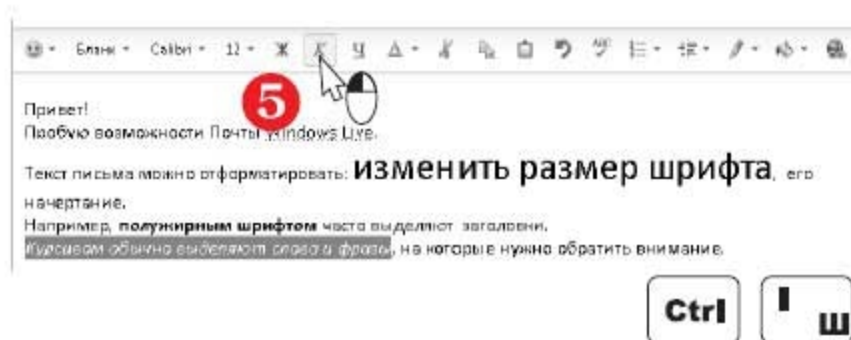 Бланк Calibri 12 Ж К Ч А ABC
5
Привет!
Пробую возможности Почты Windows Live.
Текст письма можно отформатировать: изменить размер шрифта, его
начертание.
Например, полужирным шрифтом часто выделяют заголовки.
Курсивом обычно выделяют слова и фразы, на которые нужно обратить внимание.
Ctrl I Ш